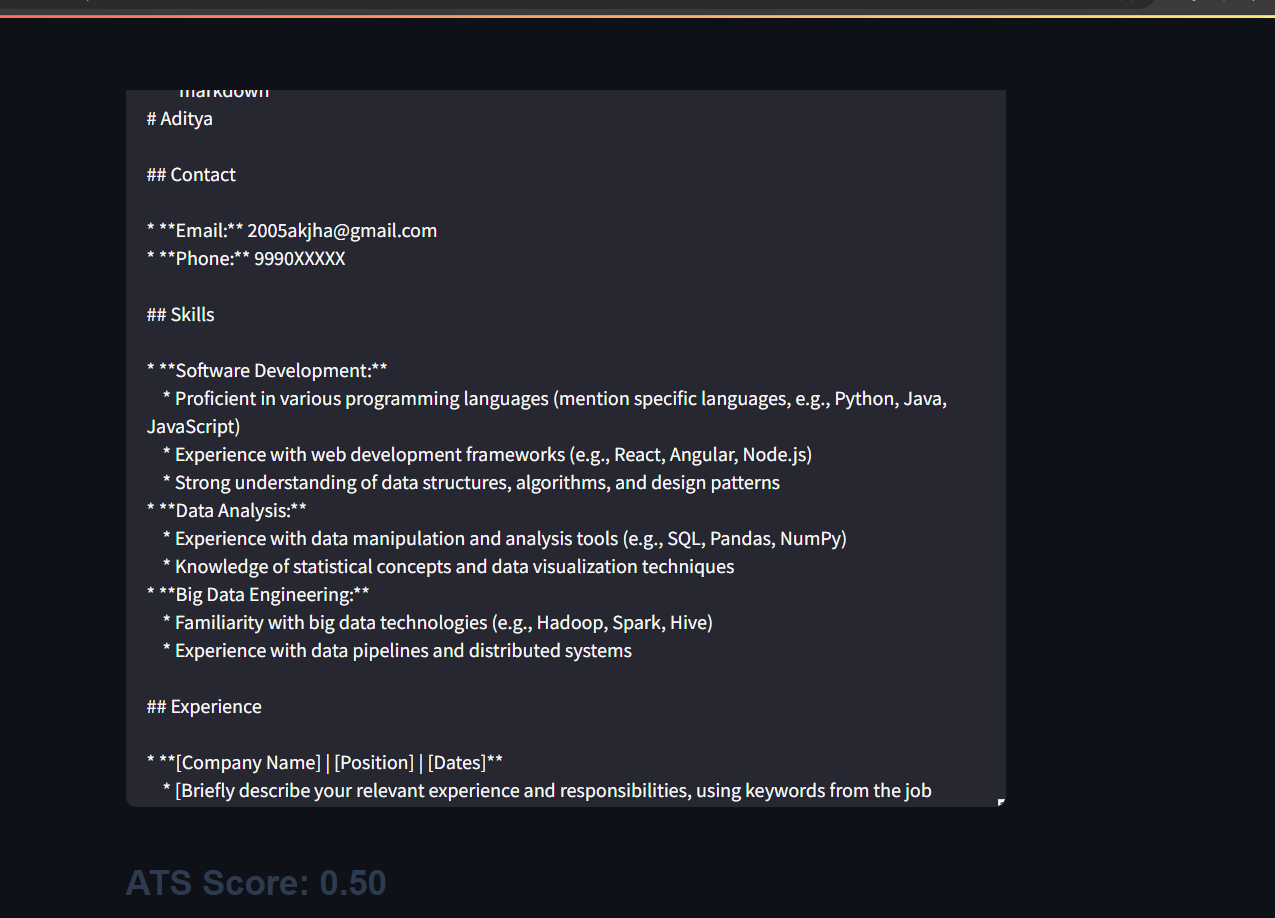 markdown
# Aditya
## Contact
* **Email:** 2005akjha@gmail.com
* **Phone:** 9990XXXXX
## Skills
* **Software Development:**
* Proficient in various programming languages (mention specific languages, e.g., Python, Java,
JavaScript)
* Experience with web development frameworks (e.g., React, Angular, Node.js)
* Strong understanding of data structures, algorithms, and design patterns
* **Data Analysis:**
* Experience with data manipulation and analysis tools (e.g., SQL, Pandas, NumPy)
* Knowledge of statistical concepts and data visualization techniques
* **Big Data Engineering:**
* Familiarity with big data technologies (e.g., Hadoop, Spark, Hive)
* Experience with data pipelines and distributed systems
## Experience
* **[Company Name] | [Position] | [Dates]**
* [Briefly describe your relevant experience and responsibilities, using keywords from the job
ATS Score: 0.50